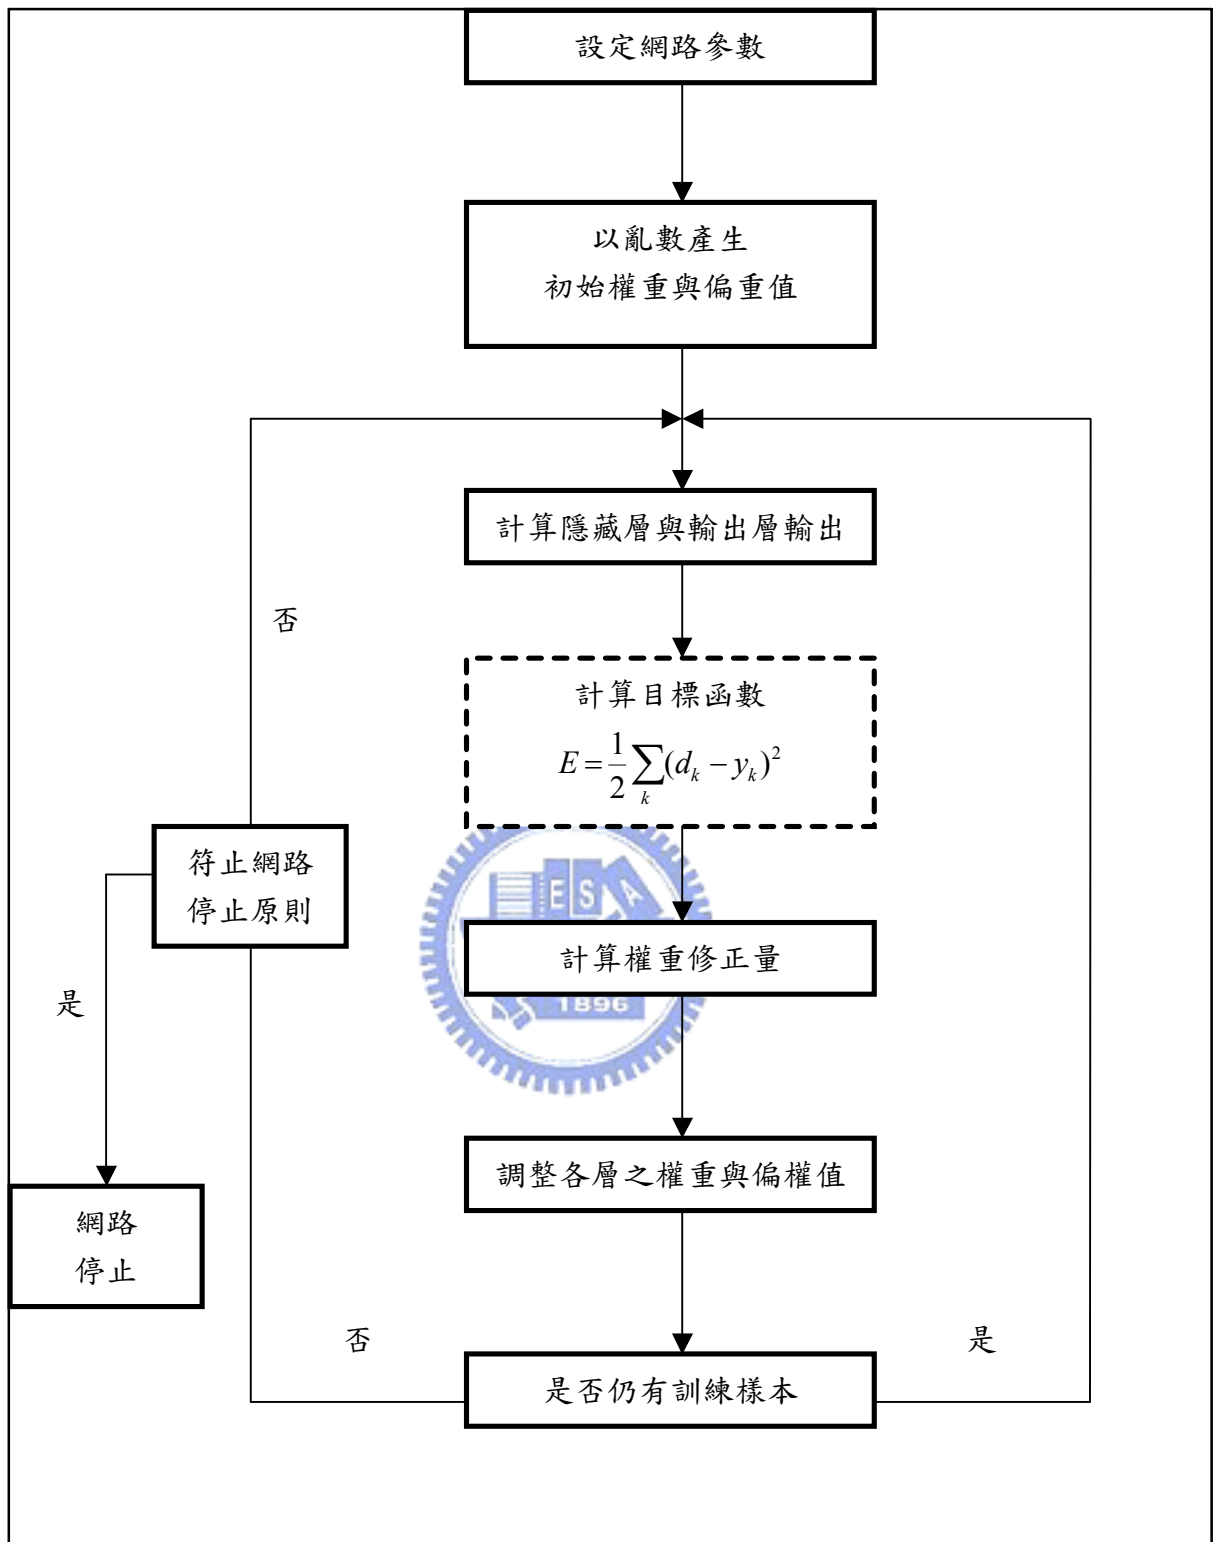 設定網路參數
以亂數產生
初始權重與偏重值
計算隱藏層與輸出層輸出
否
計算目標函數
E = \frac{1}{2} \sum_{k} (d_k - y_k)^2
符止網路
停止原則
E S A
計算權重修正量
1896
是
調整各層之權重與偏權值
網路
停止
否
是
是否仍有訓練樣本